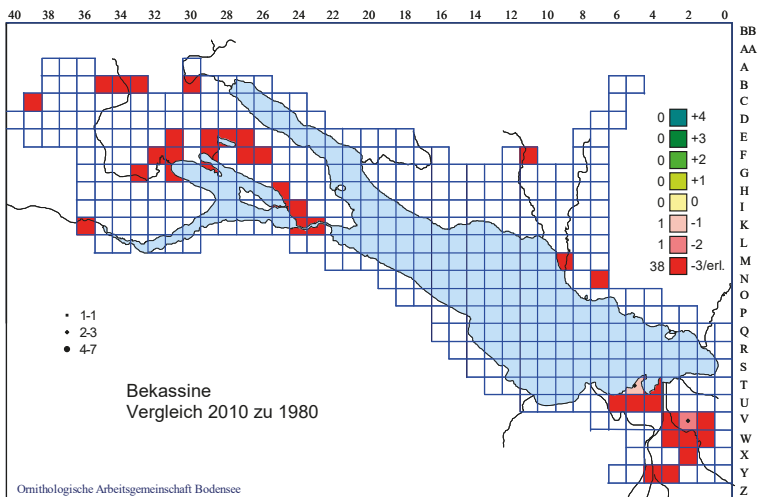 40 38 36 34 32 30 28 26 24 22 20 18 16 14 12 10 8 6 4 2 0
BB
AA
A
B
C
D
E
F
G
H
I
K
L
M
N
O
P
Q
R
S
T
U
V
W
X
Y
Z
0 +4
0 +3
0 +2
0 +1
0 0
1 -1
1 -2
38 -3/erl.
1-1
2-3
4-7
Bekassine
Vergleich 2010 zu 1980
Ornithologische Arbeitsgemeinschaft Bodensee